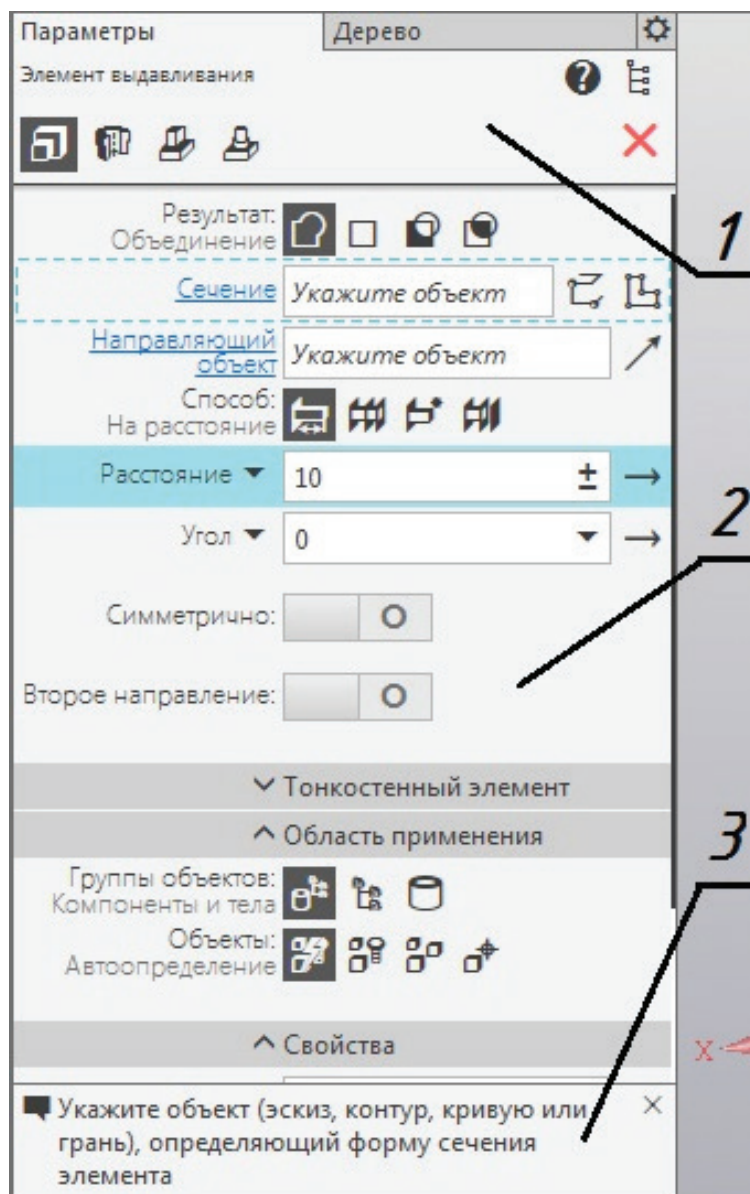 Параметры
Дерево
Элемент выдавливания
?
1
Результат:
Объединение
Сечение
Укажите объект
Направляющий
объект
Укажите объект
Способ:
На расстояние
Расстояние
10
±
2
Угол
0
Симметрично:
Второе направление:
Тонкостенный элемент
3
Область применения
Группы объектов:
Компоненты и тела
Объекты:
Автоопределение
Свойства
X
Укажите объект (эскиз, контур, кривую или
грань), определяющий форму сечения
элемента